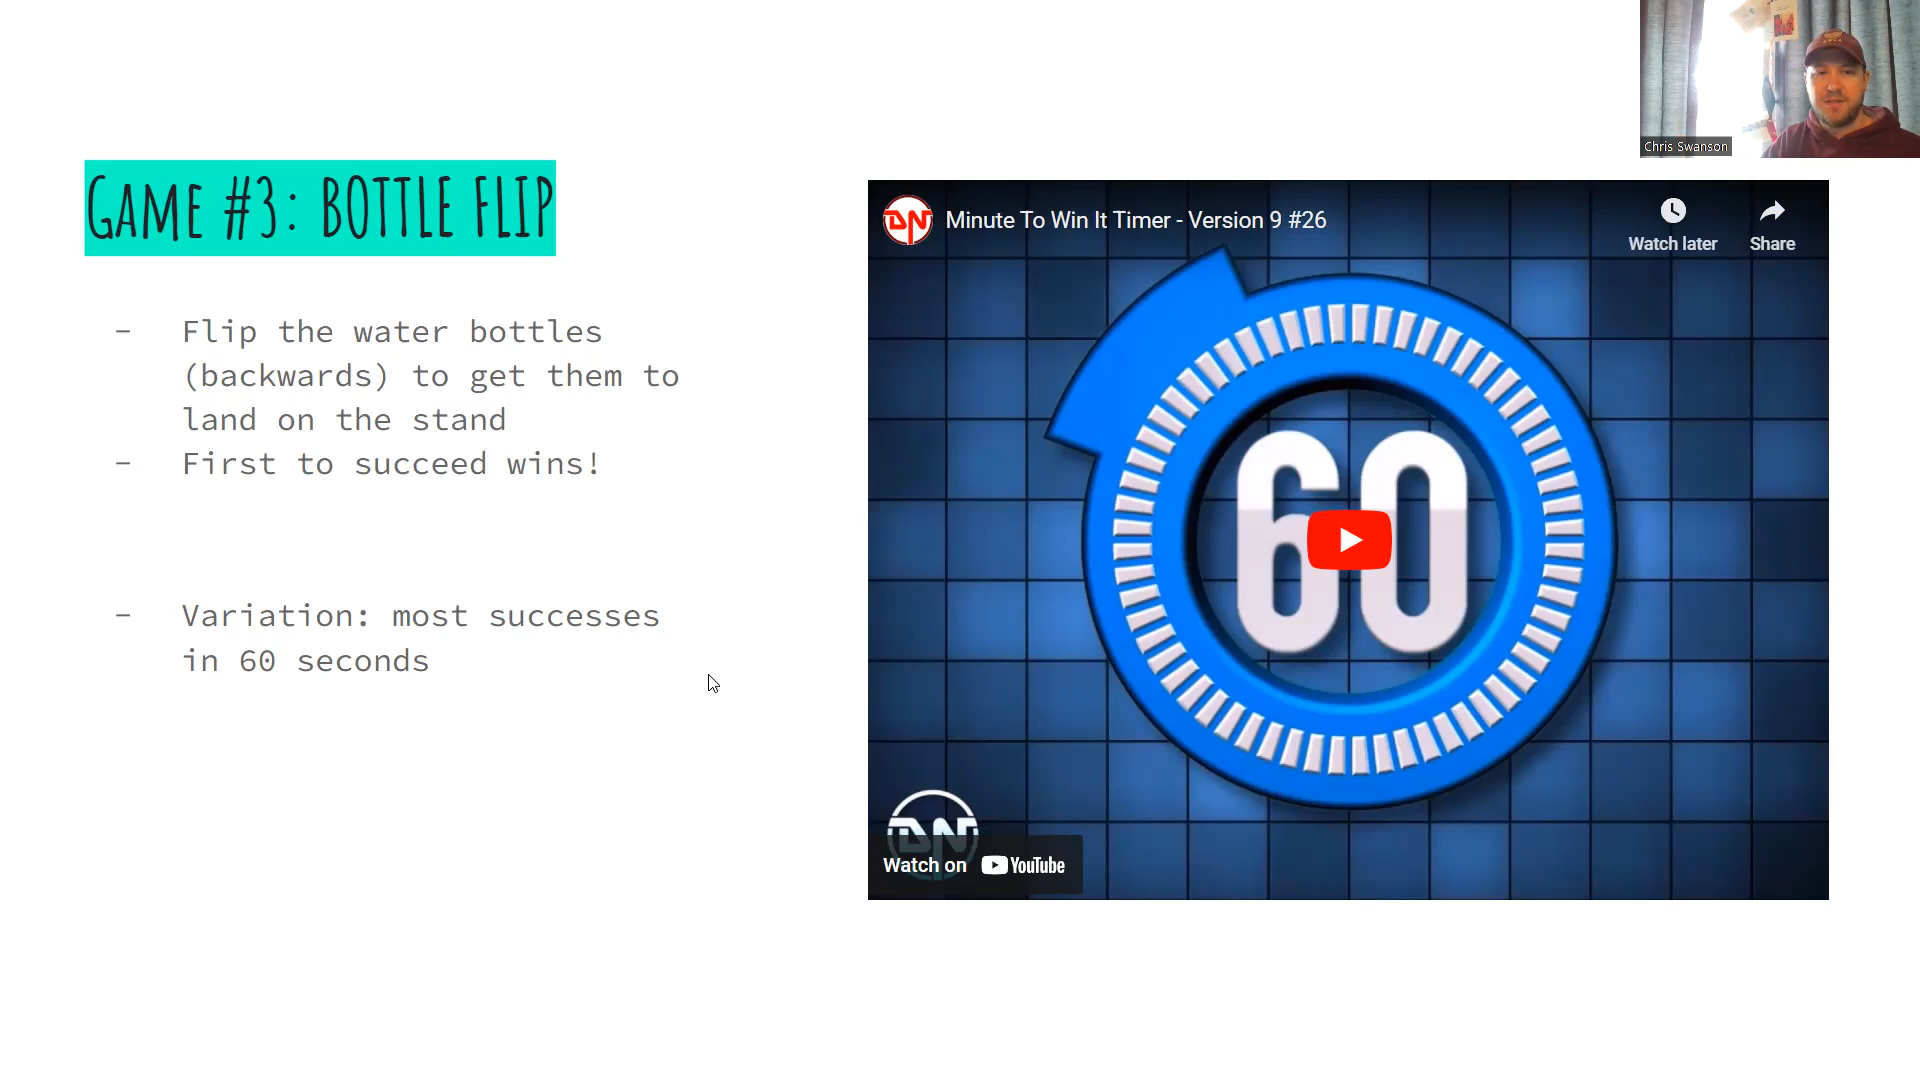 Chris Swanson
GAME #3: BOTTLE FLIP
- Flip the water bottles
(backwards) to get them to
land on the stand
- First to succeed wins!
- Variation: most successes
in 60 seconds
DN Minute To Win It Timer - Version 9 #26
Watch later
Share
60
DN
Watch on YouTube